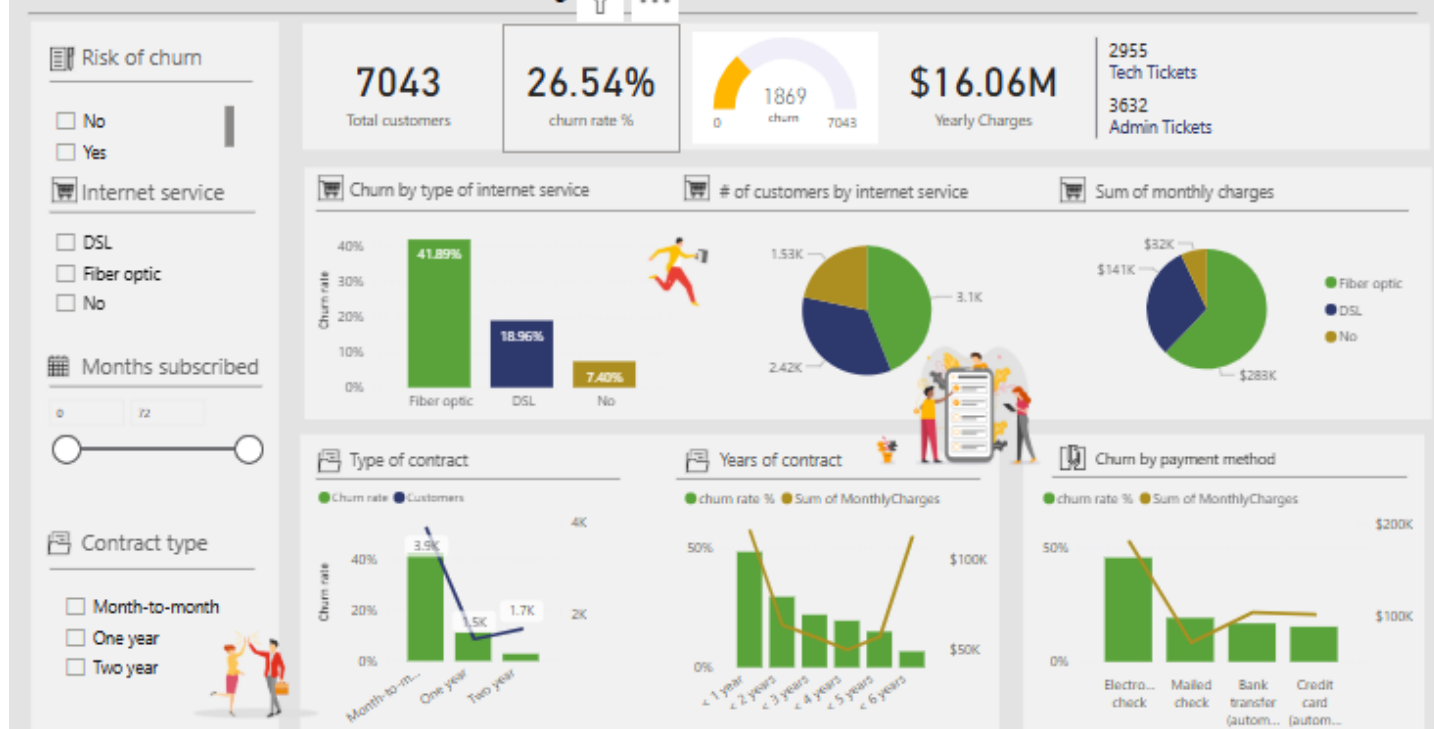 Risk of churn
No
Yes
Internet service
DSL
Fiber optic
No
Months subscribed
0 72
Contract type
Month-to-month
One year
Two year
7043
Total customers
26.54%
churn rate %
1869
churn
0 7043
$16.06M
Yearly Charges
2955
Tech Tickets
3632
Admin Tickets
Churn by type of internet service
Churn rate
40%
30%
20%
10%
0%
41.89%
18.96%
7.40%
Fiber optic DSL No
# of customers by internet service
1.53K
3.1K
2.42K
Sum of monthly charges
$32K
$141K
$283K
Fiber optic
DSL
No
Type of contract
Churn rate Customers
Churn rate
40%
20%
0%
4K
2K
3.9K
1.5K
1.7K
Month-to-m...
One year
Two year
Years of contract
churn rate % Sum of MonthlyCharges
50%
0%
$100K
$50K
< 1 year
< 2 years
< 3 years
< 4 years
< 5 years
< 6 years
Churn by payment method
churn rate % Sum of MonthlyCharges
50%
0%
$200K
$100K
Electro... Mailed Bank Credit
check check transfer card
(autom... (autom...